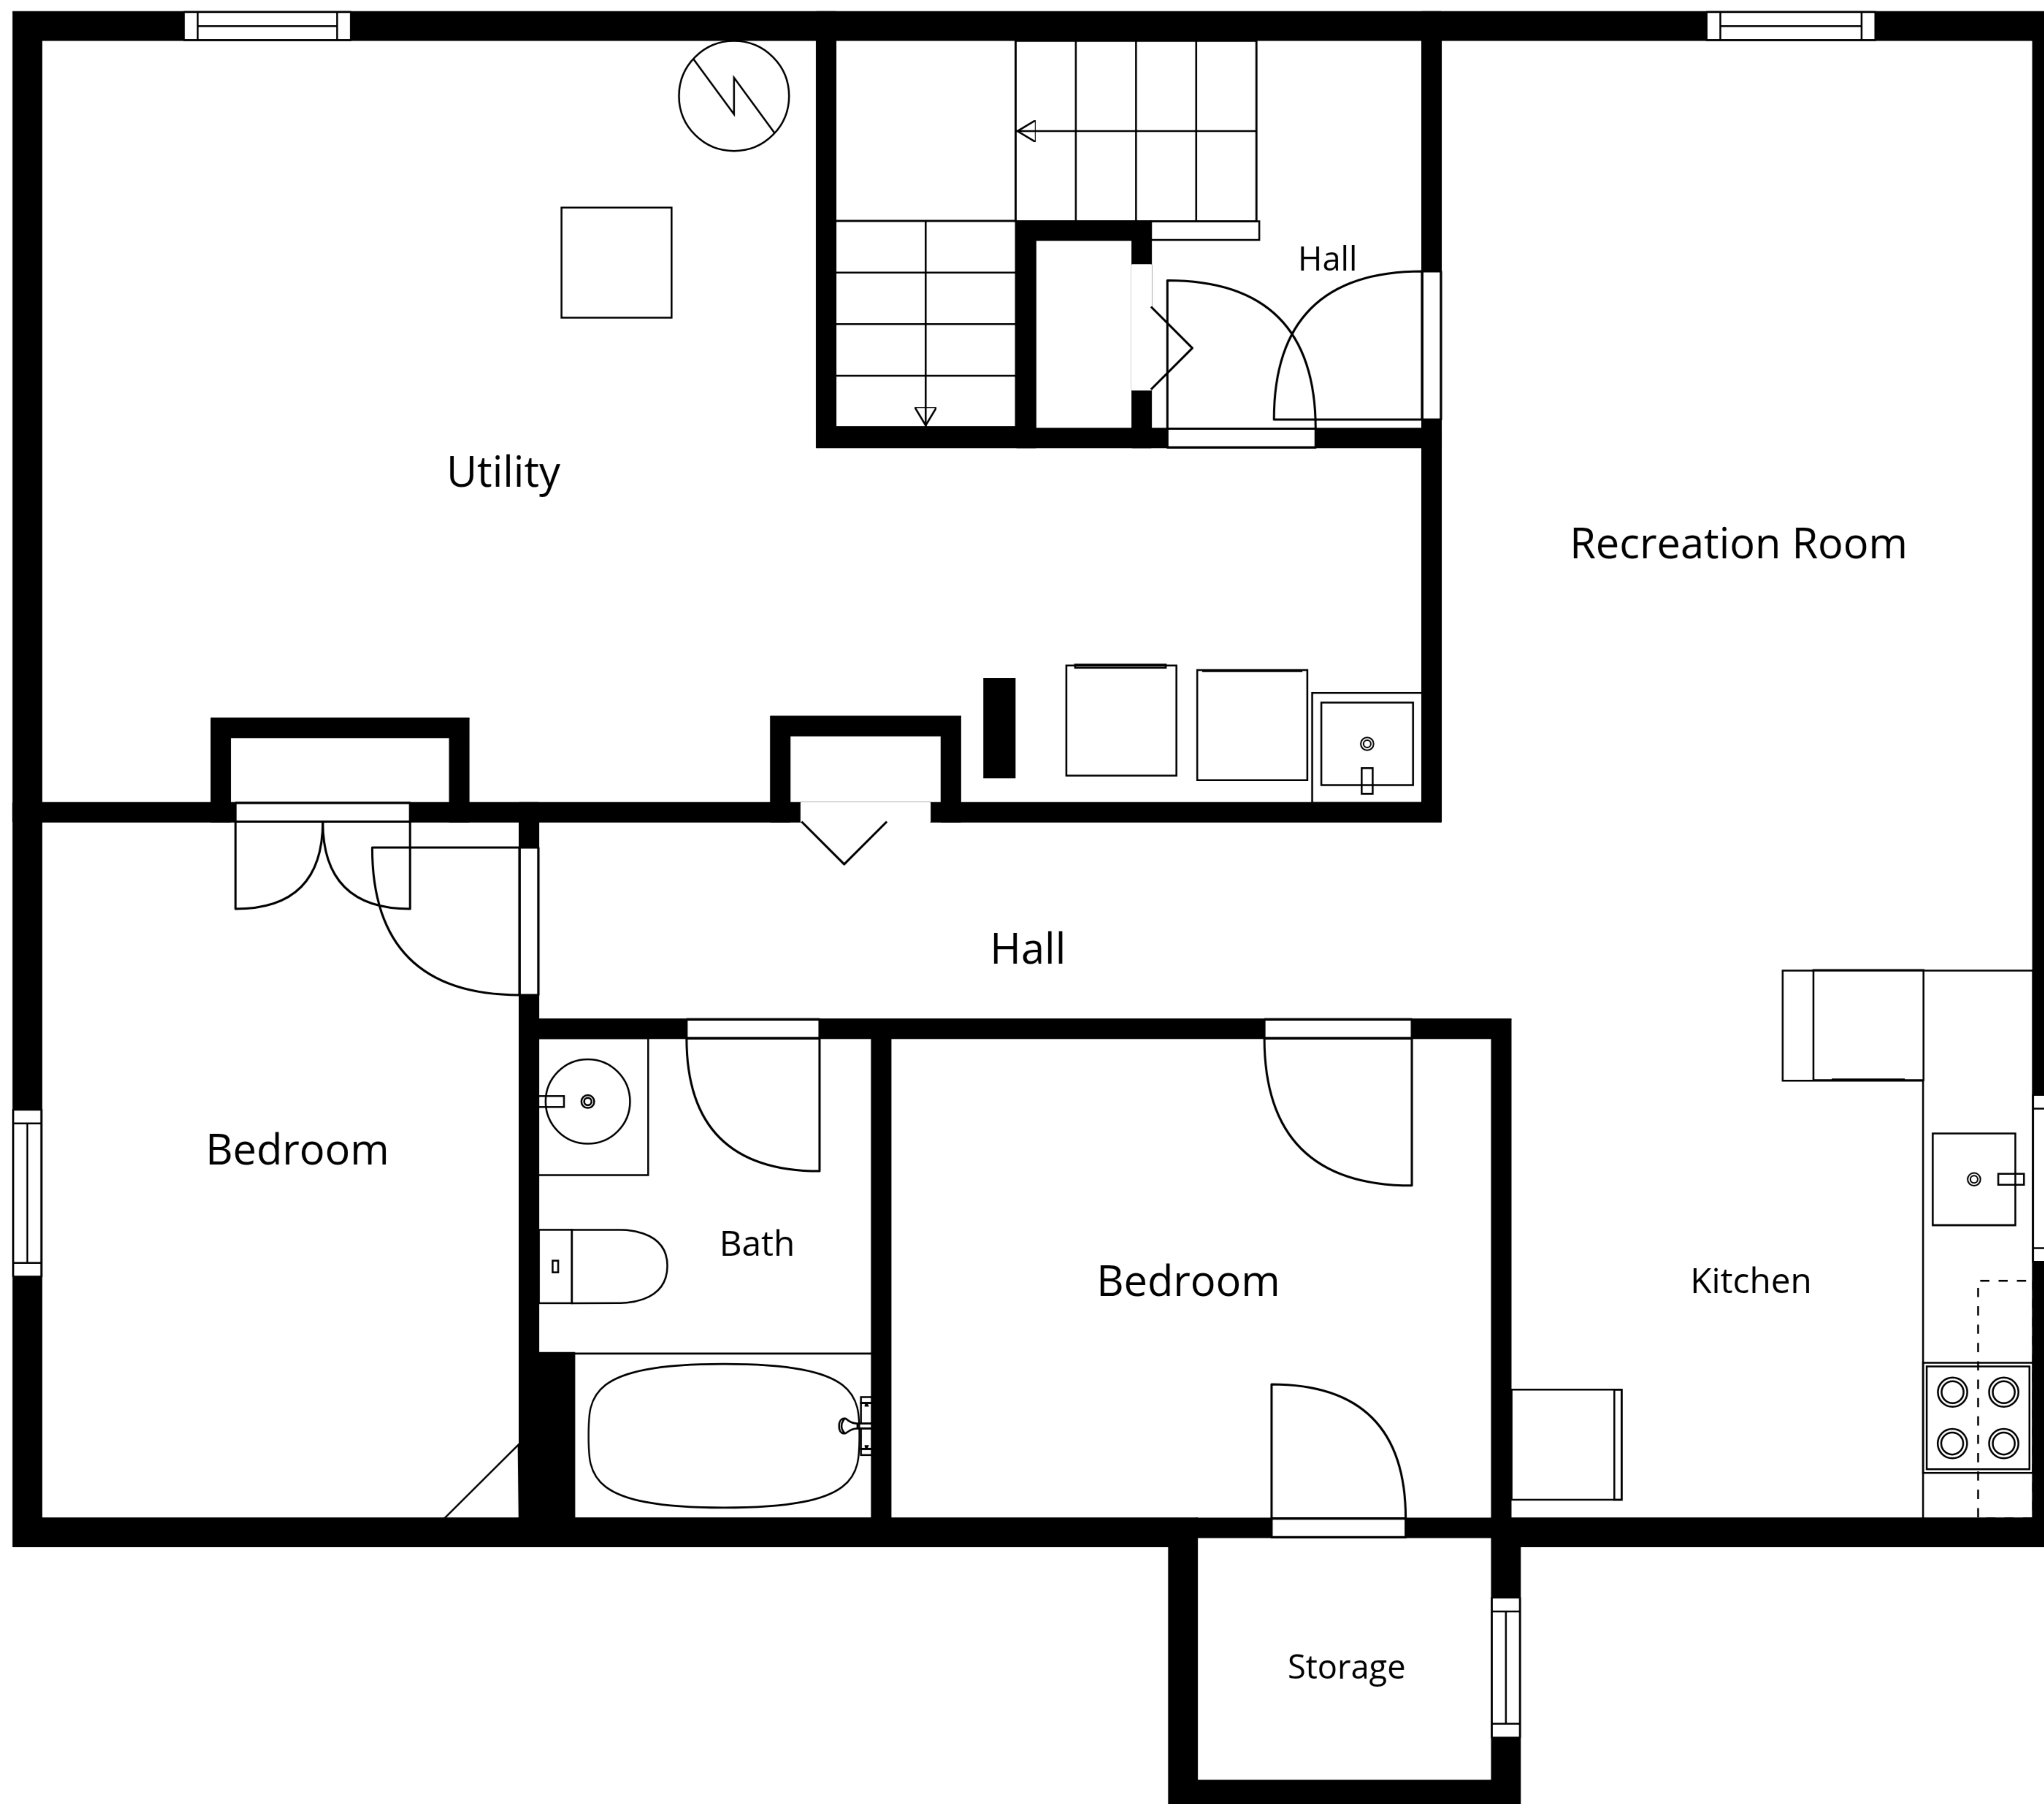 Hall
Utility
Recreation Room
Hall
Bedroom
Bath
Bedroom
Kitchen
Storage